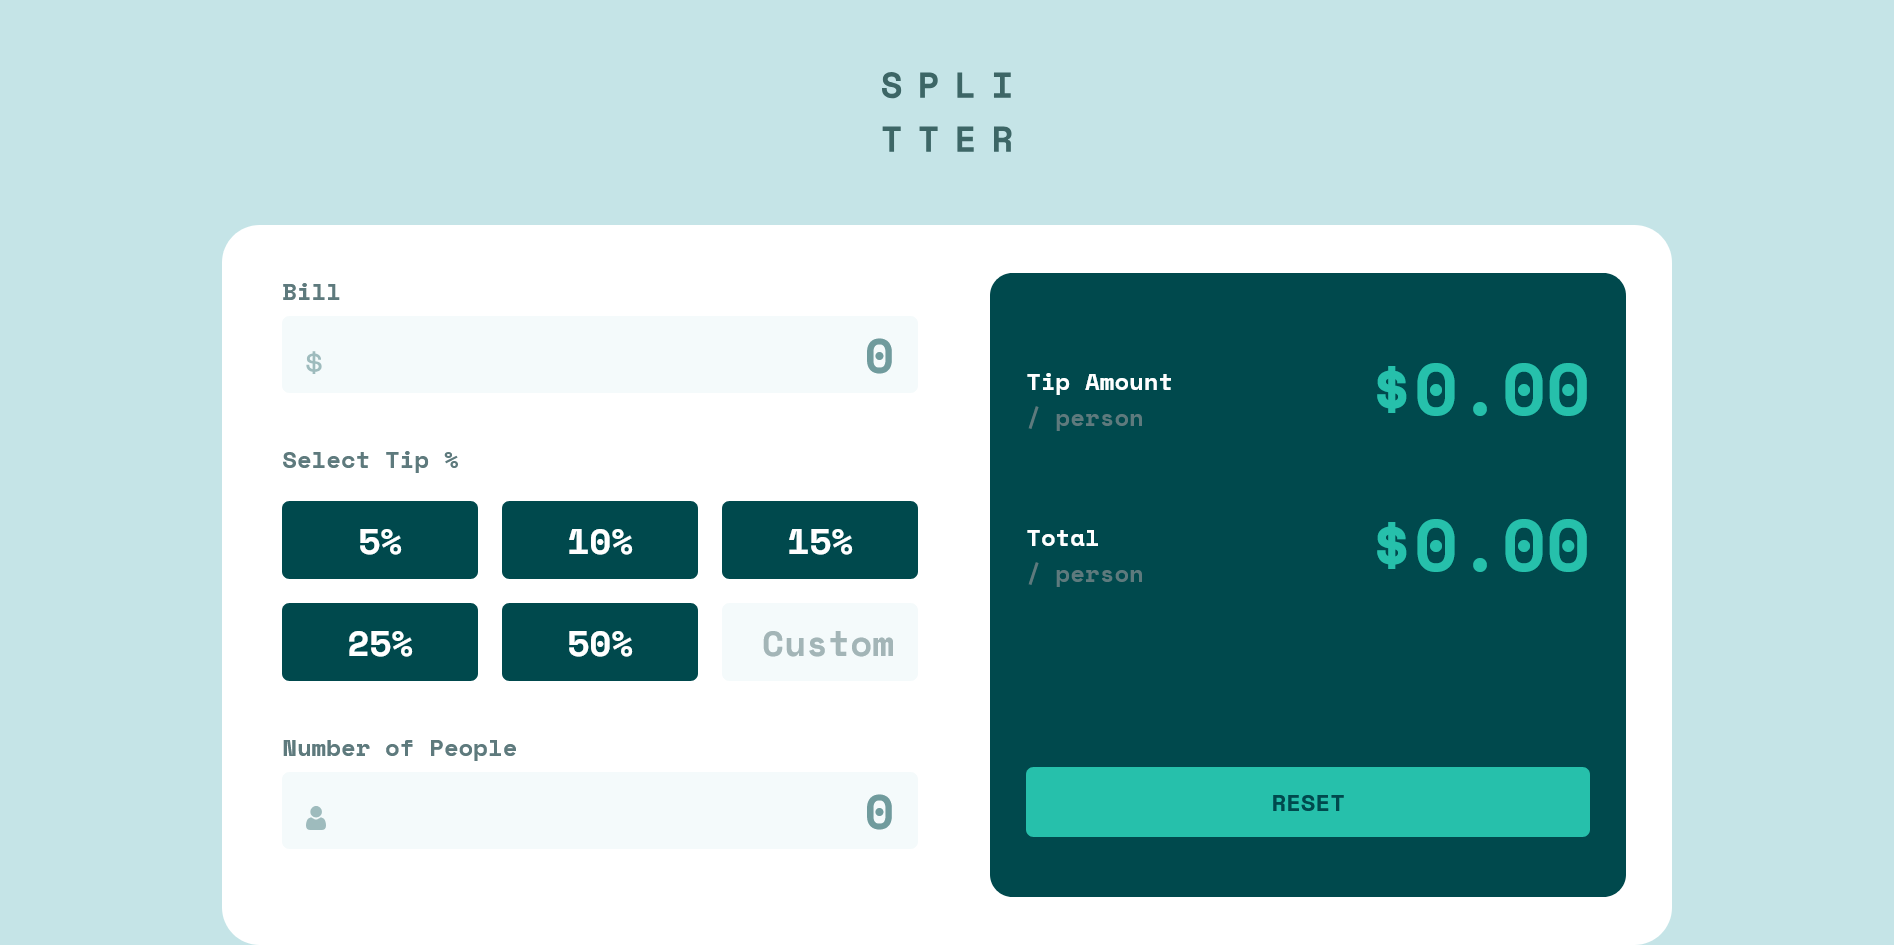 SPLI
TTER
Bill
$ 0
Select Tip %
5% 10% 15%
25% 50% Custom
Number of People
0
Tip Amount
/ person
$0.00
Total
/ person
$0.00
RESET